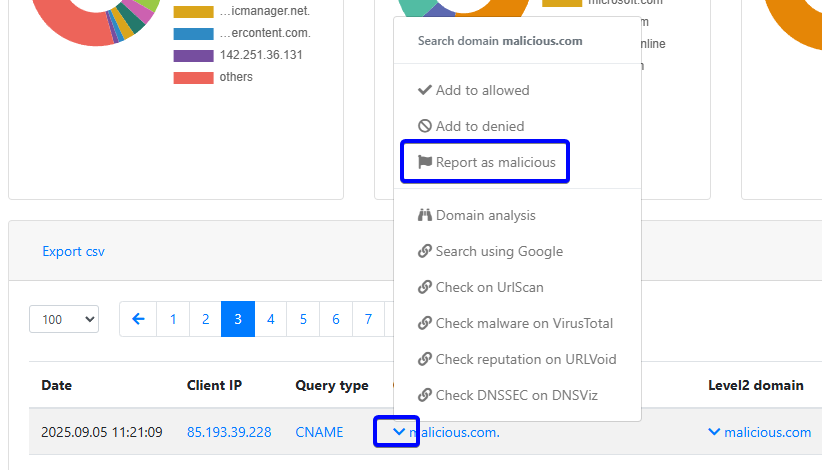 ...icmanager.net.
...ercontent.com.
142.251.36.131
others
microsoft.com
m
online
Search domain malicious.com
Add to allowed
Add to denied
Report as malicious
Domain analysis
Search using Google
Check on UrlScan
Check malware on VirusTotal
Check reputation on URLVoid
Check DNSSEC on DNSViz
Export csv
100
1 2 3 4 5 6 7
Date Client IP Query type Level2 domain
2025.09.05 11:21:09 85.193.39.228 CNAME malicious.com. malicious.com